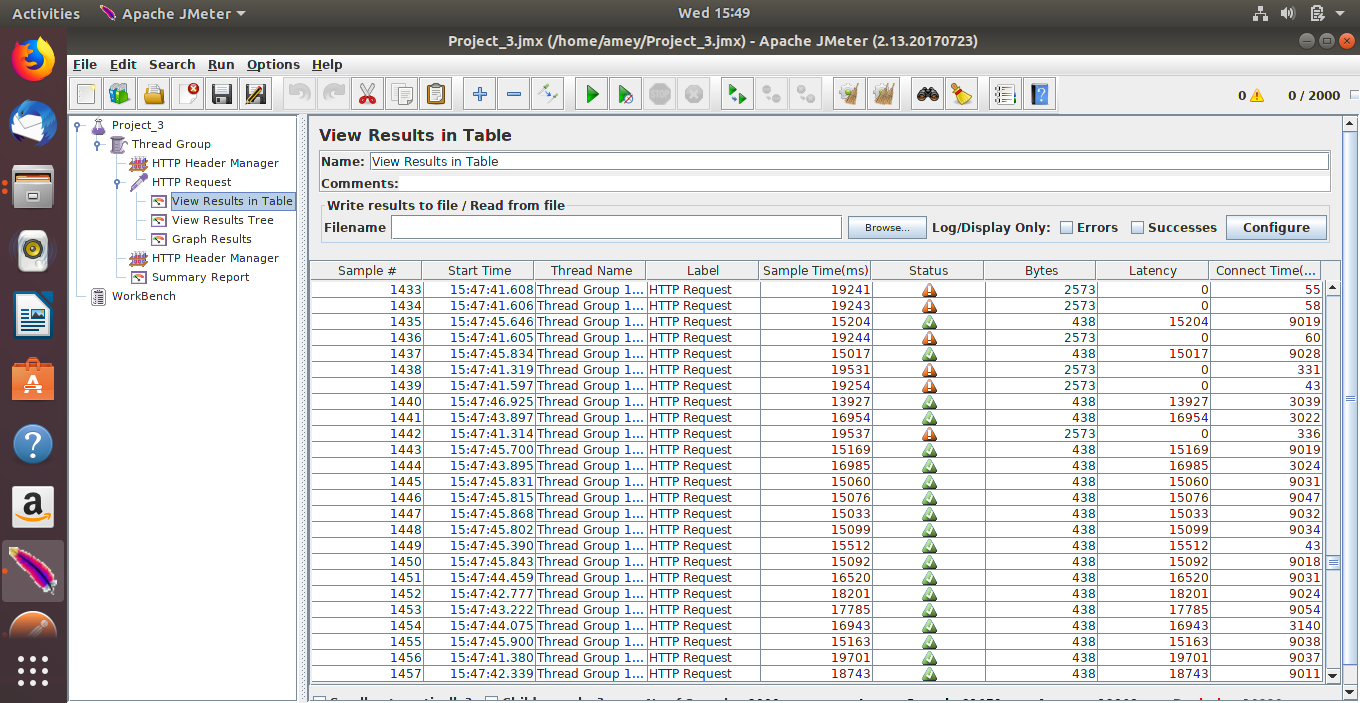 Activities Apache JMeter Wed 15:49
Project_3.jmx (/home/amey/Project_3.jmx) - Apache JMeter (2.13.20170723)
File Edit Search Run Options Help
0 0 / 2000
Project_3
Thread Group
HTTP Header Manager
HTTP Request
View Results in Table
View Results Tree
Graph Results
HTTP Header Manager
Summary Report
WorkBench
View Results in Table
Name: View Results in Table
Comments:
Write results to file / Read from file
Filename Browse... Log/Display Only: Errors Successes Configure
Sample # Start Time Thread Name Label Sample Time(ms) Status Bytes Latency Connect Time(...
1433 15:47:41.608 Thread Group 1... HTTP Request 19241 2573 0 55
1434 15:47:41.606 Thread Group 1... HTTP Request 19243 2573 0 58
1435 15:47:45.646 Thread Group 1... HTTP Request 15204 438 15204 9019
1436 15:47:41.605 Thread Group 1... HTTP Request 19244 2573 0 60
1437 15:47:45.834 Thread Group 1... HTTP Request 15017 438 15017 9028
1438 15:47:41.319 Thread Group 1... HTTP Request 19531 2573 0 331
1439 15:47:41.597 Thread Group 1... HTTP Request 19254 2573 0 43
1440 15:47:46.925 Thread Group 1... HTTP Request 13927 438 13927 3039
1441 15:47:43.897 Thread Group 1... HTTP Request 16954 438 16954 3022
1442 15:47:41.314 Thread Group 1... HTTP Request 19537 2573 0 336
1443 15:47:45.700 Thread Group 1... HTTP Request 15169 438 15169 9019
1444 15:47:43.895 Thread Group 1... HTTP Request 16985 438 16985 3024
1445 15:47:45.831 Thread Group 1... HTTP Request 15060 438 15060 9031
1446 15:47:45.815 Thread Group 1... HTTP Request 15076 438 15076 9047
1447 15:47:45.868 Thread Group 1... HTTP Request 15033 438 15033 9032
1448 15:47:45.802 Thread Group 1... HTTP Request 15099 438 15099 9034
1449 15:47:45.390 Thread Group 1... HTTP Request 15512 438 15512 43
1450 15:47:45.843 Thread Group 1... HTTP Request 15092 438 15092 9018
1451 15:47:44.459 Thread Group 1... HTTP Request 16520 438 16520 9031
1452 15:47:42.777 Thread Group 1... HTTP Request 18201 438 18201 9024
1453 15:47:43.222 Thread Group 1... HTTP Request 17785 438 17785 9054
1454 15:47:44.075 Thread Group 1... HTTP Request 16943 438 16943 3140
1455 15:47:45.900 Thread Group 1... HTTP Request 15163 438 15163 9038
1456 15:47:41.380 Thread Group 1... HTTP Request 19701 438 19701 9037
1457 15:47:42.339 Thread Group 1... HTTP Request 18743 438 18743 9011